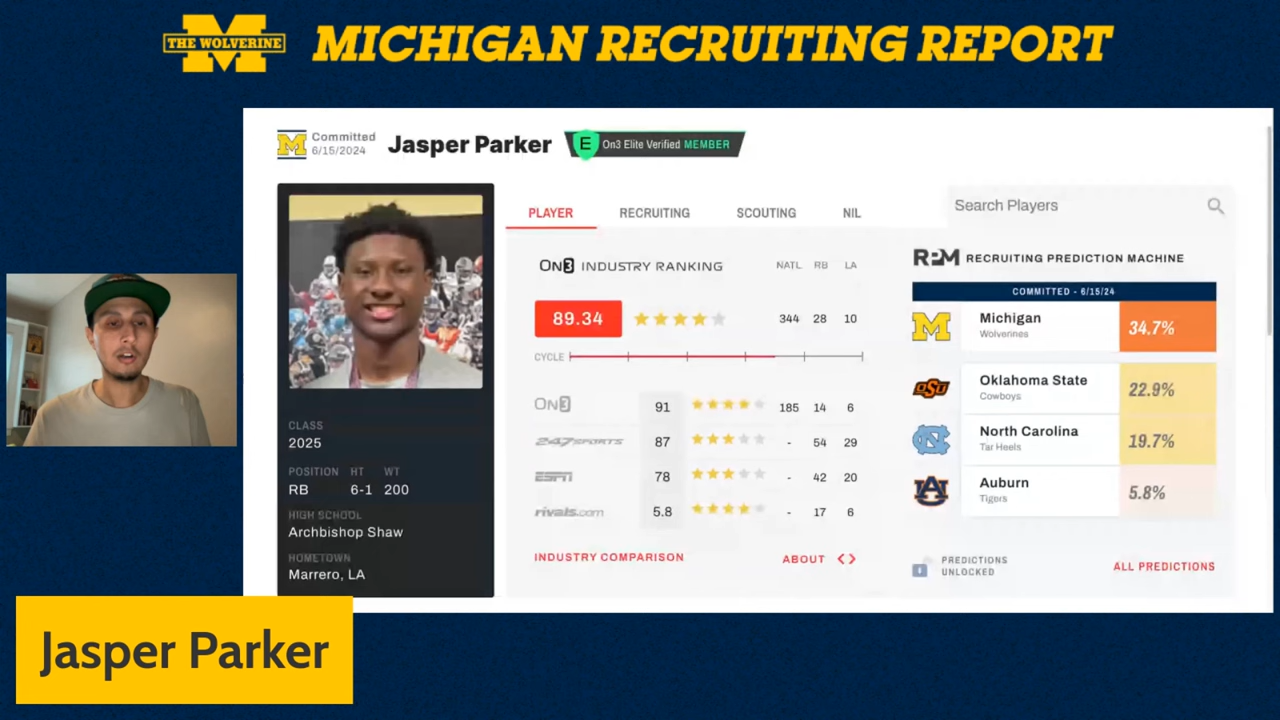 THE WOLVERINE
MICHIGAN RECRUITING REPORT
Committed
6/15/2024
Jasper Parker
E On3 Elite Verified MEMBER
PLAYER RECRUITING SCOUTING NIL
Search Players
ON3 INDUSTRY RANKING NATL RB LA
89.34 344 28 10
CYCLE
ON3 91 185 14 6
247SPORTS 87 - 54 29
ESPN 78 - 42 20
rivals.com 5.8 - 17 6
INDUSTRY COMPARISON ABOUT
RPM RECRUITING PREDICTION MACHINE
COMMITTED - 6/15/24
Michigan 34.7%
Wolverines
OSU Oklahoma State 22.9%
Cowboys
North Carolina 19.7%
Tar Heels
Auburn 5.8%
Tigers
PREDICTIONS
UNLOCKED
ALL PREDICTIONS
CLASS
2025
POSITION HT WT
RB 6-1 200
HIGH SCHOOL
Archbishop Shaw
HOMETOWN
Marrero, LA
Jasper Parker